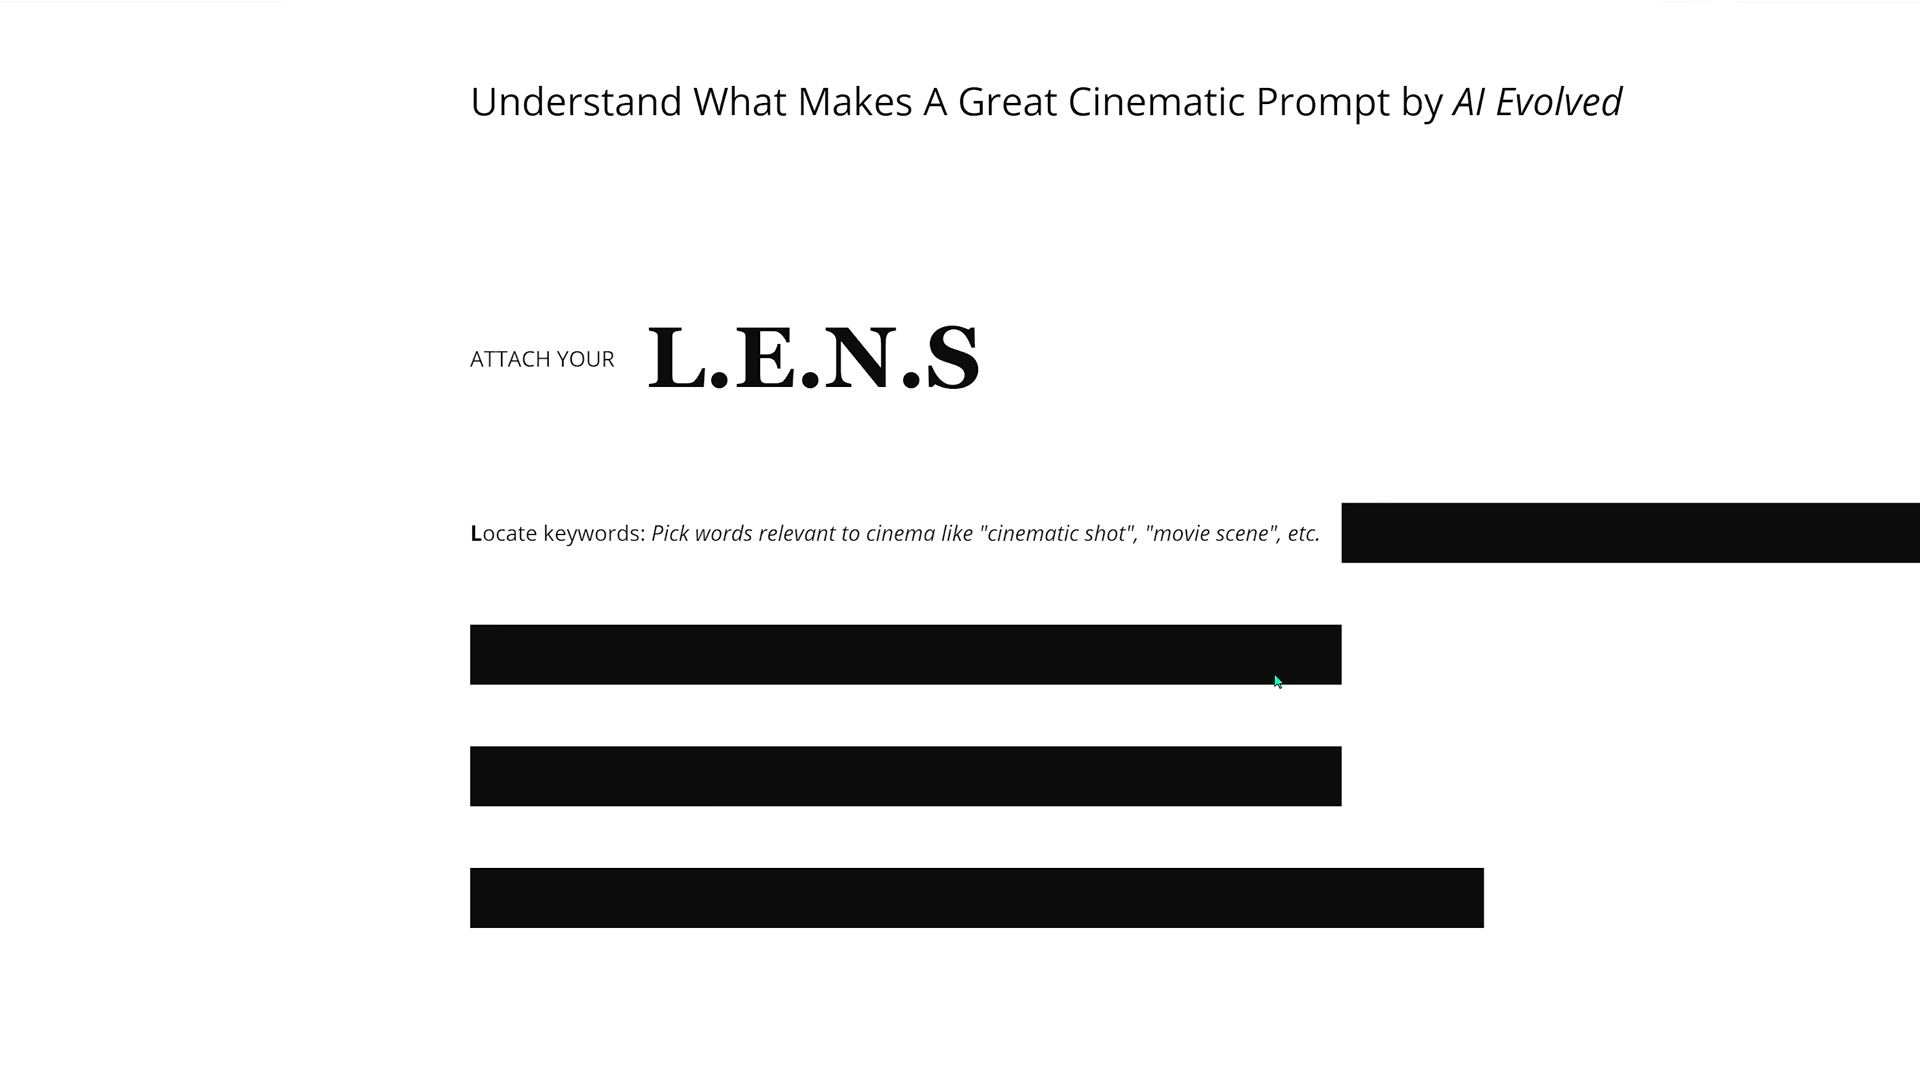 Understand What Makes A Great Cinematic Prompt by AI Evolved
ATTACH YOUR L.E.N.S
Locate keywords: Pick words relevant to cinema like "cinematic shot", "movie scene", etc.